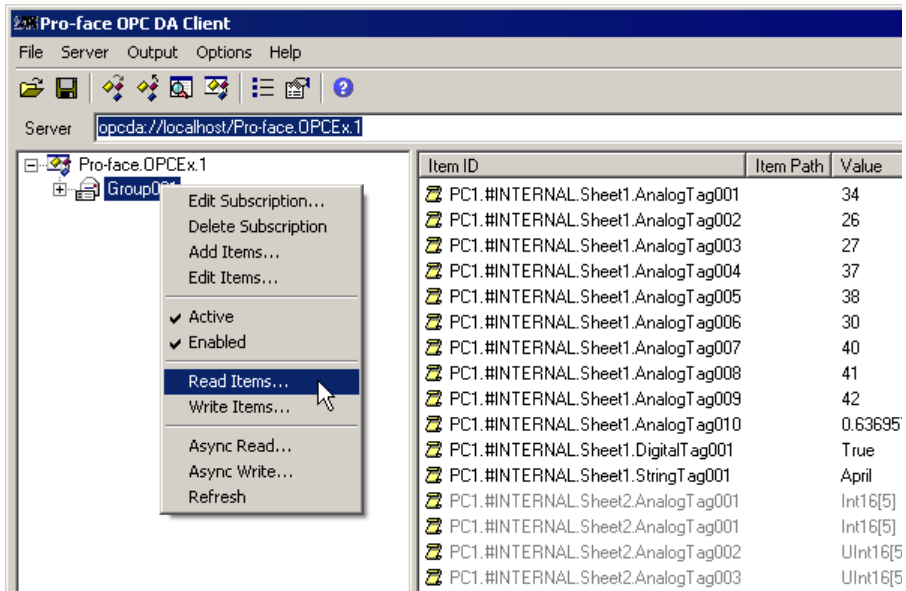 Pro-face OPC DA Client
File Server Output Options Help
Server opcda://localhost/Pro-face.OPCEx.1
Pro-face.OPCEx.1
Item ID Item Path Value
Edit Subscription...
Delete Subscription
Add Items...
Edit Items...
Active
Enabled
Read Items...
Write Items...
Async Read...
Async Write...
Refresh
PC1.#INTERNAL.Sheet1.AnalogTag001 34
PC1.#INTERNAL.Sheet1.AnalogTag002 26
PC1.#INTERNAL.Sheet1.AnalogTag003 27
PC1.#INTERNAL.Sheet1.AnalogTag004 37
PC1.#INTERNAL.Sheet1.AnalogTag005 38
PC1.#INTERNAL.Sheet1.AnalogTag006 30
PC1.#INTERNAL.Sheet1.AnalogTag007 40
PC1.#INTERNAL.Sheet1.AnalogTag008 41
PC1.#INTERNAL.Sheet1.AnalogTag009 42
PC1.#INTERNAL.Sheet1.AnalogTag010 0.63695
PC1.#INTERNAL.Sheet1.DigitalTag001 True
PC1.#INTERNAL.Sheet1.StringTag001 April
PC1.#INTERNAL.Sheet2.AnalogTag001 Int16[5]
PC1.#INTERNAL.Sheet2.AnalogTag001 Int16[5]
PC1.#INTERNAL.Sheet2.AnalogTag002 UInt16[5
PC1.#INTERNAL.Sheet2.AnalogTag003 UInt16[5